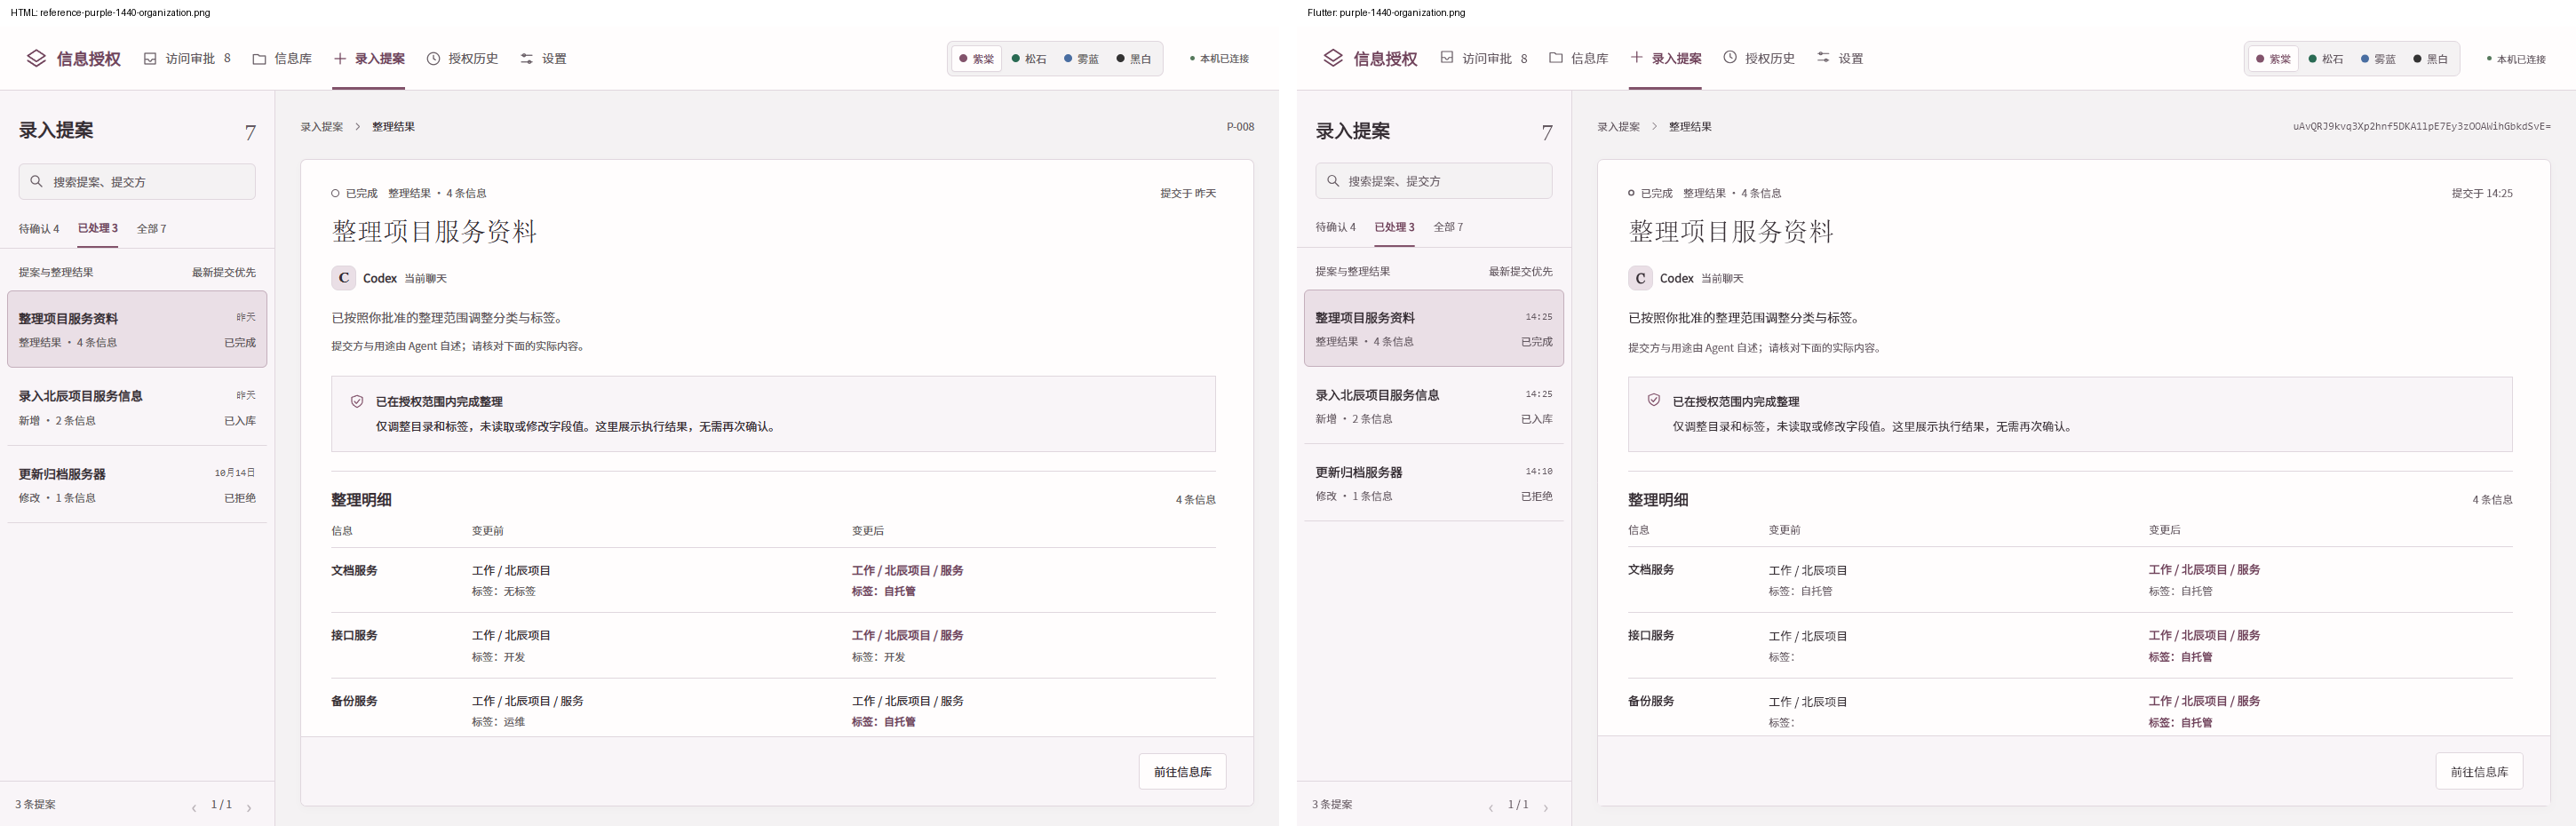 HTML: reference-purple-1440-organization.png
信息授权 访问审批 8 信息库 录入提案 授权历史 设置 紫棠 松石 雾蓝 黑白 本机已连接
录入提案 7
搜索提案、提交方
待确认 4 已处理 3 全部 7
提案与整理结果 最新提交优先
整理项目服务资料 昨天
整理结果 · 4 条信息 已完成
录入北辰项目服务信息 昨天
新增 · 2 条信息 已入库
更新归档服务器 10月14日
修改 · 1 条信息 已拒绝
3 条提案 ‹ 1 / 1 ›
录入提案 > 整理结果 P-008
已完成 整理结果 · 4 条信息 提交于 昨天
整理项目服务资料
C Codex 当前聊天
已按照你批准的整理范围调整分类与标签。
提交方与用途由 Agent 自述；请核对下面的实际内容。
已在授权范围内完成整理
仅调整目录和标签，未读取或修改字段值。这里展示执行结果，无需再次确认。
整理明细 4 条信息
信息 变更前 变更后
文档服务 工作 / 北辰项目 工作 / 北辰项目 / 服务
标签：无标签 标签：自托管
接口服务 工作 / 北辰项目 工作 / 北辰项目 / 服务
标签：开发 标签：开发
备份服务 工作 / 北辰项目 / 服务 工作 / 北辰项目 / 服务
标签：运维 标签：自托管
前往信息库
Flutter: purple-1440-organization.png
信息授权 访问审批 8 信息库 录入提案 授权历史 设置 紫棠 松石 雾蓝 黑白 本机已连接
录入提案 7
搜索提案、提交方
待确认 4 已处理 3 全部 7
提案与整理结果 最新提交优先
整理项目服务资料 14:25
整理结果 · 4 条信息 已完成
录入北辰项目服务信息 14:25
新增 · 2 条信息 已入库
更新归档服务器 14:10
修改 · 1 条信息 已拒绝
3 条提案 ‹ 1 / 1 ›
录入提案 > 整理结果
已完成 整理结果 · 4 条信息 提交于 14:25
整理项目服务资料
C Codex 当前聊天
已按照你批准的整理范围调整分类与标签。
提交方与用途由 Agent 自述；请核对下面的实际内容。
已在授权范围内完成整理
仅调整目录和标签，未读取或修改字段值。这里展示执行结果，无需再次确认。
整理明细 4 条信息
信息 变更前 变更后
文档服务 工作 / 北辰项目 工作 / 北辰项目 / 服务
标签：自托管 标签：自托管
接口服务 工作 / 北辰项目 工作 / 北辰项目 / 服务
标签： 标签：自托管
备份服务 工作 / 北辰项目 工作 / 北辰项目 / 服务
标签： 标签：自托管
前往信息库